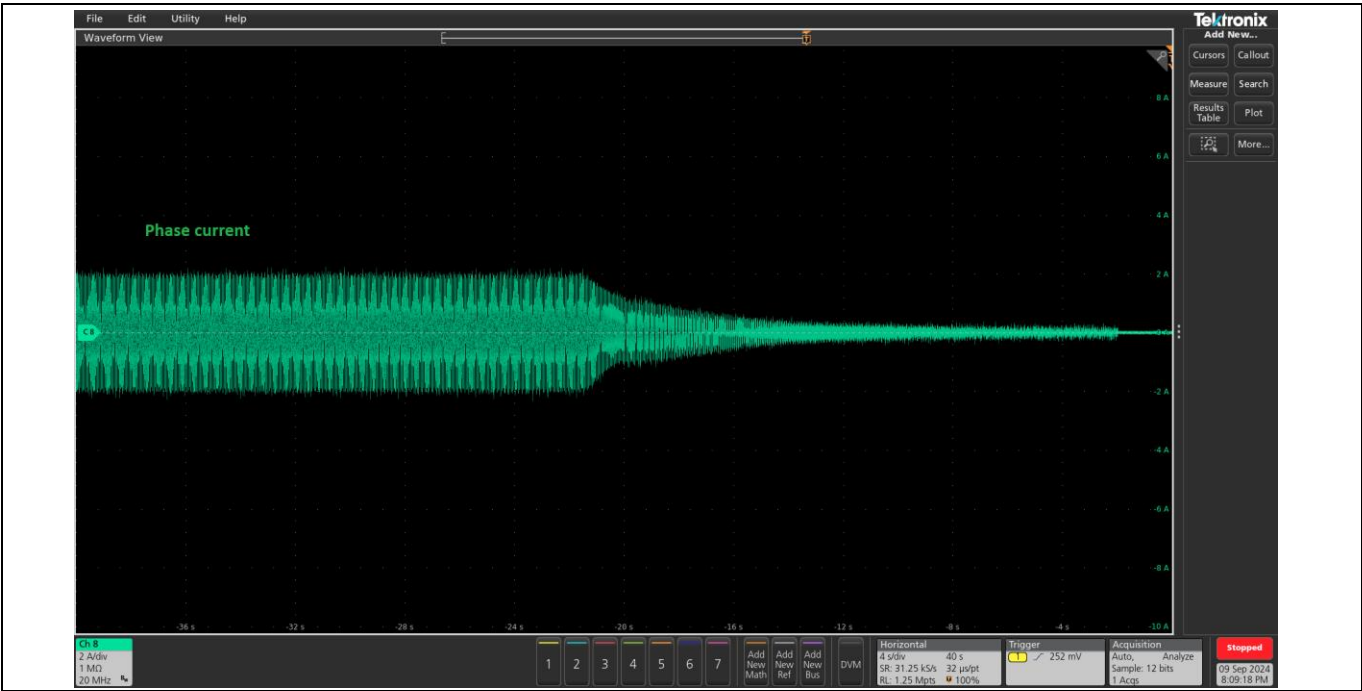 File Edit Utility Help
Tektronix
Waveform View
Add New...
Cursors Callout
Measure Search
Results Table Plot
More...
8 A
6 A
4 A
Phase current
2 A
C 8
-2 A
-4 A
-6 A
-8 A
-10 A
-36 s -32 s -28 s -24 s -20 s -16 s -12 s -8 s -4 s
Ch 8
2 A/div
1 MΩ
20 MHz
1 2 3 4 5 6 7
Add New Math
Add New Ref
Add New Bus
DVM
Horizontal
4 s/div 40 s
SR: 31.25 kS/s 32 µs/pt
RL: 1.25 Mpts 100%
Trigger
1 252 mV
Acquisition
Auto, Analyze
Sample: 12 bits
1 Acqs
Stopped
09 Sep 2024
8:09:18 PM